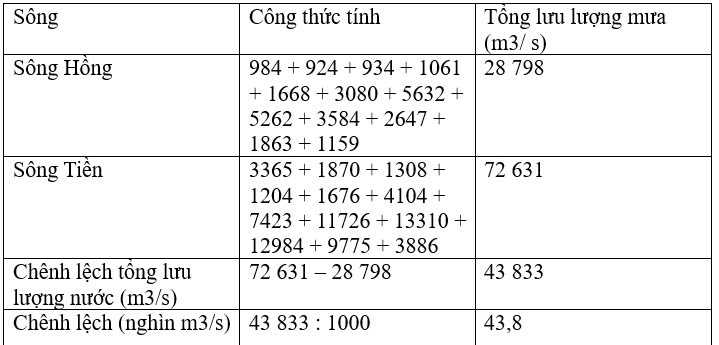 Sông Công thức tính Tổng lưu lượng mưa
(m3/ s)
Sông Hồng 984 + 924 + 934 + 1061 28 798
+ 1668 + 3080 + 5632 +
5262 + 3584 + 2647 +
1863 + 1159
Sông Tiền 3365 + 1870 + 1308 + 72 631
1204 + 1676 + 4104 +
7423 + 11726 + 13310 +
12984 + 9775 + 3886
Chênh lệch tổng lưu 72 631 – 28 798 43 833
lượng nước (m3/s)
Chênh lệch (nghìn m3/s) 43 833 : 1000 43,8